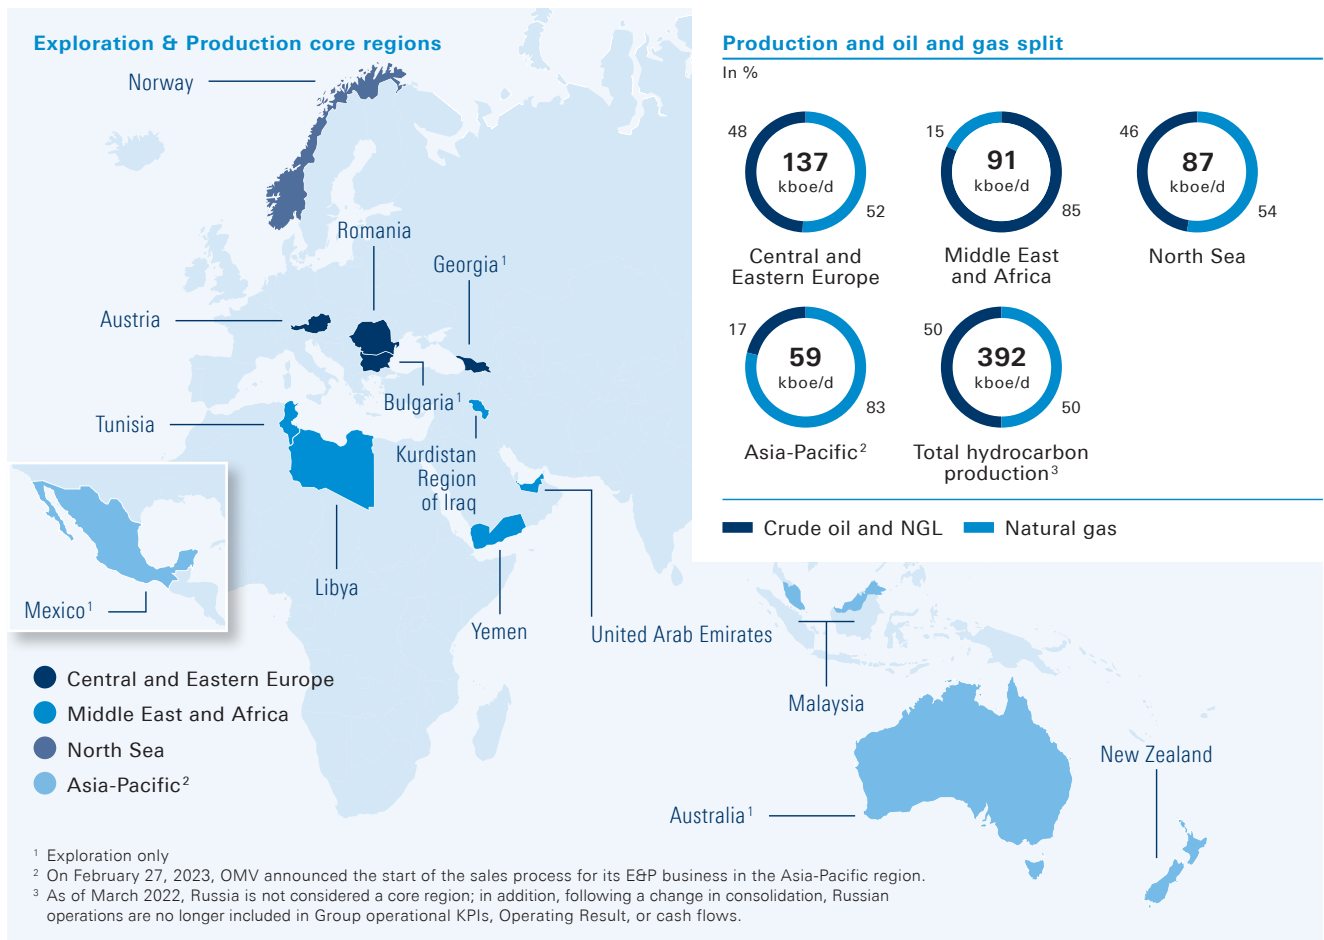 Exploration & Production core regions
Norway
Romania
Georgia1
Austria
Bulgaria1
Tunisia
Kurdistan
Region
of Iraq
Libya
Mexico1
Yemen
United Arab Emirates
Malaysia
New Zealand
Australia1
Central and Eastern Europe
Middle East and Africa
North Sea
Asia-Pacific2
Production and oil and gas split
In %
48
137
kboe/d
52
Central and
Eastern Europe
15
91
kboe/d
85
Middle East
and Africa
46
87
kboe/d
54
North Sea
17
59
kboe/d
83
Asia-Pacific2
50
392
kboe/d
50
Total hydrocarbon
production3
Crude oil and NGL
Natural gas
1 Exploration only
2 On February 27, 2023, OMV announced the start of the sales process for its E&P business in the Asia-Pacific region.
3 As of March 2022, Russia is not considered a core region; in addition, following a change in consolidation, Russian
operations are no longer included in Group operational KPIs, Operating Result, or cash flows.